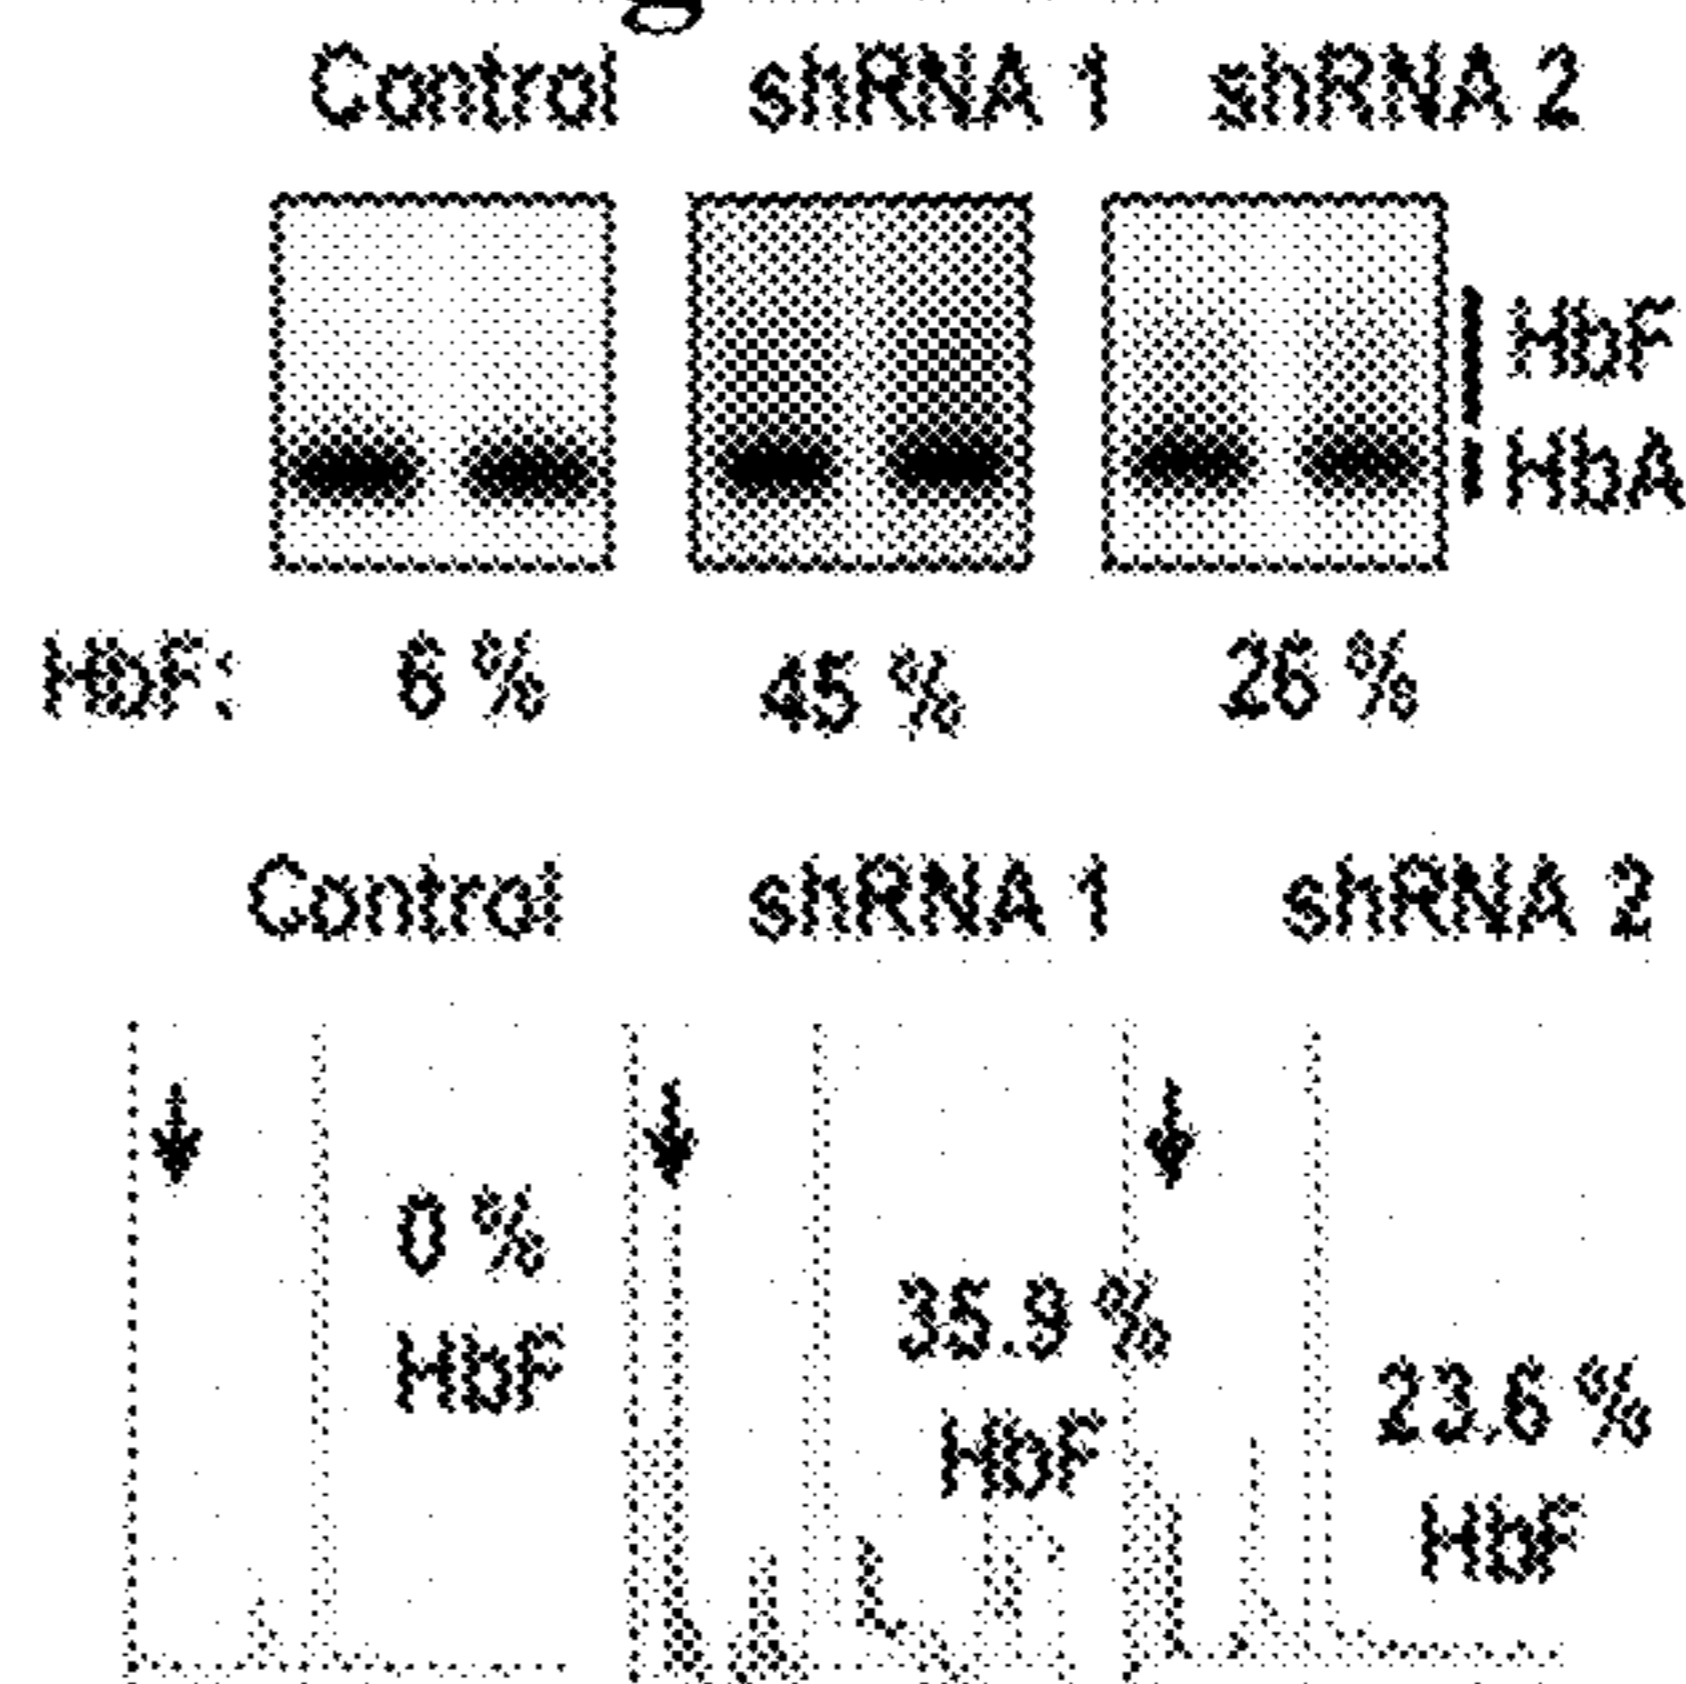 Control shRNA 1 shRNA 2
HbF
HbA
HbF: 6 % 45 % 26 %
Control shRNA 1 shRNA 2
0 %
HbF
35.9 %
HbF
23.6 %
HbF